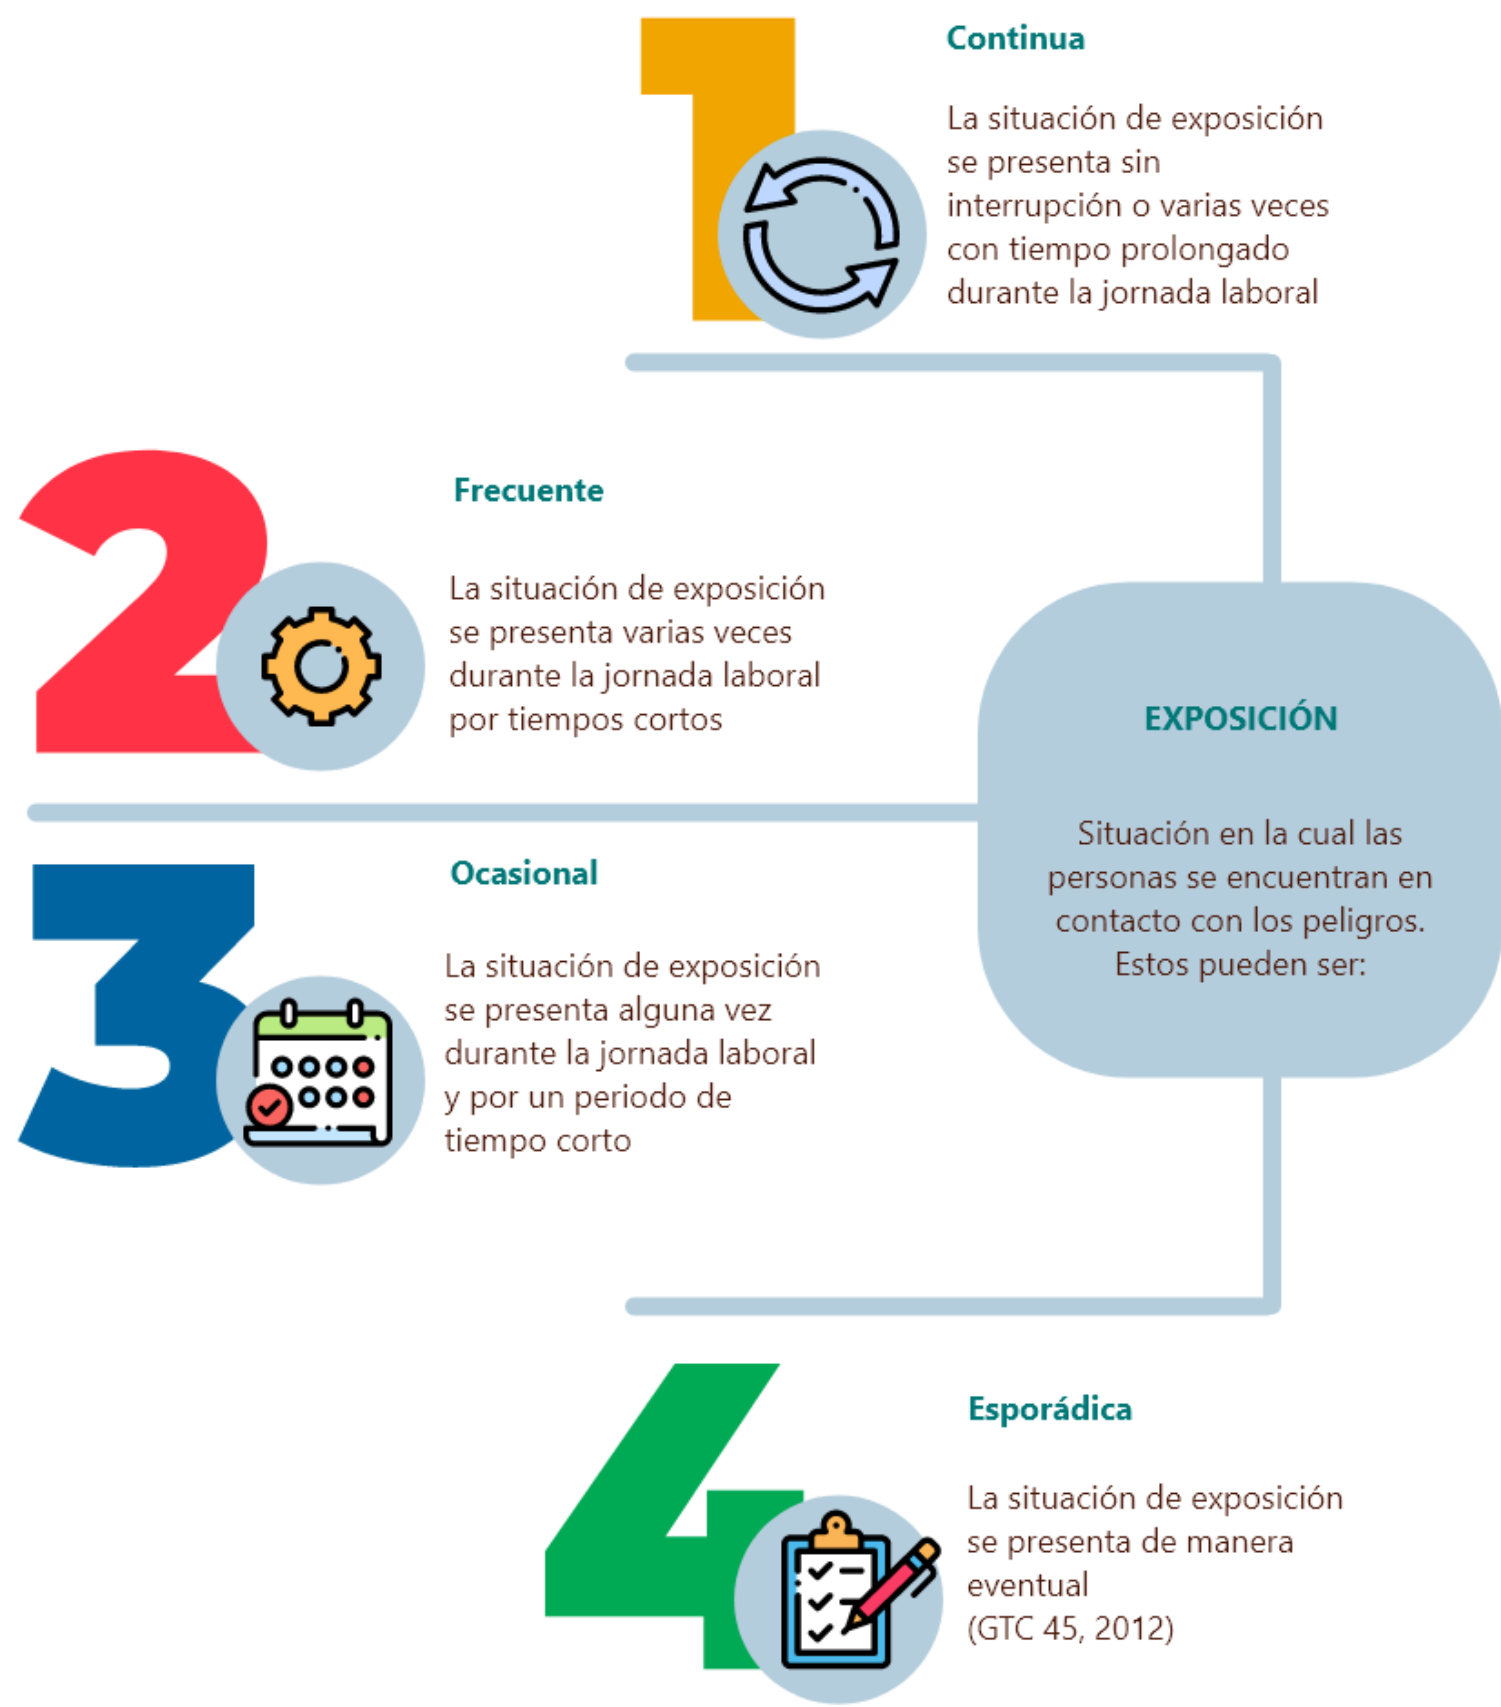 1
Continua
La situación de exposición
se presenta sin
interrupción o varias veces
con tiempo prolongado
durante la jornada laboral
2
Frecuente
La situación de exposición
se presenta varias veces
durante la jornada laboral
por tiempos cortos
EXPOSICIÓN
Situación en la cual las
personas se encuentran en
contacto con los peligros.
Estos pueden ser:
3
Ocasional
La situación de exposición
se presenta alguna vez
durante la jornada laboral
y por un periodo de
tiempo corto
4
Esporádica
La situación de exposición
se presenta de manera
eventual
(GTC 45, 2012)